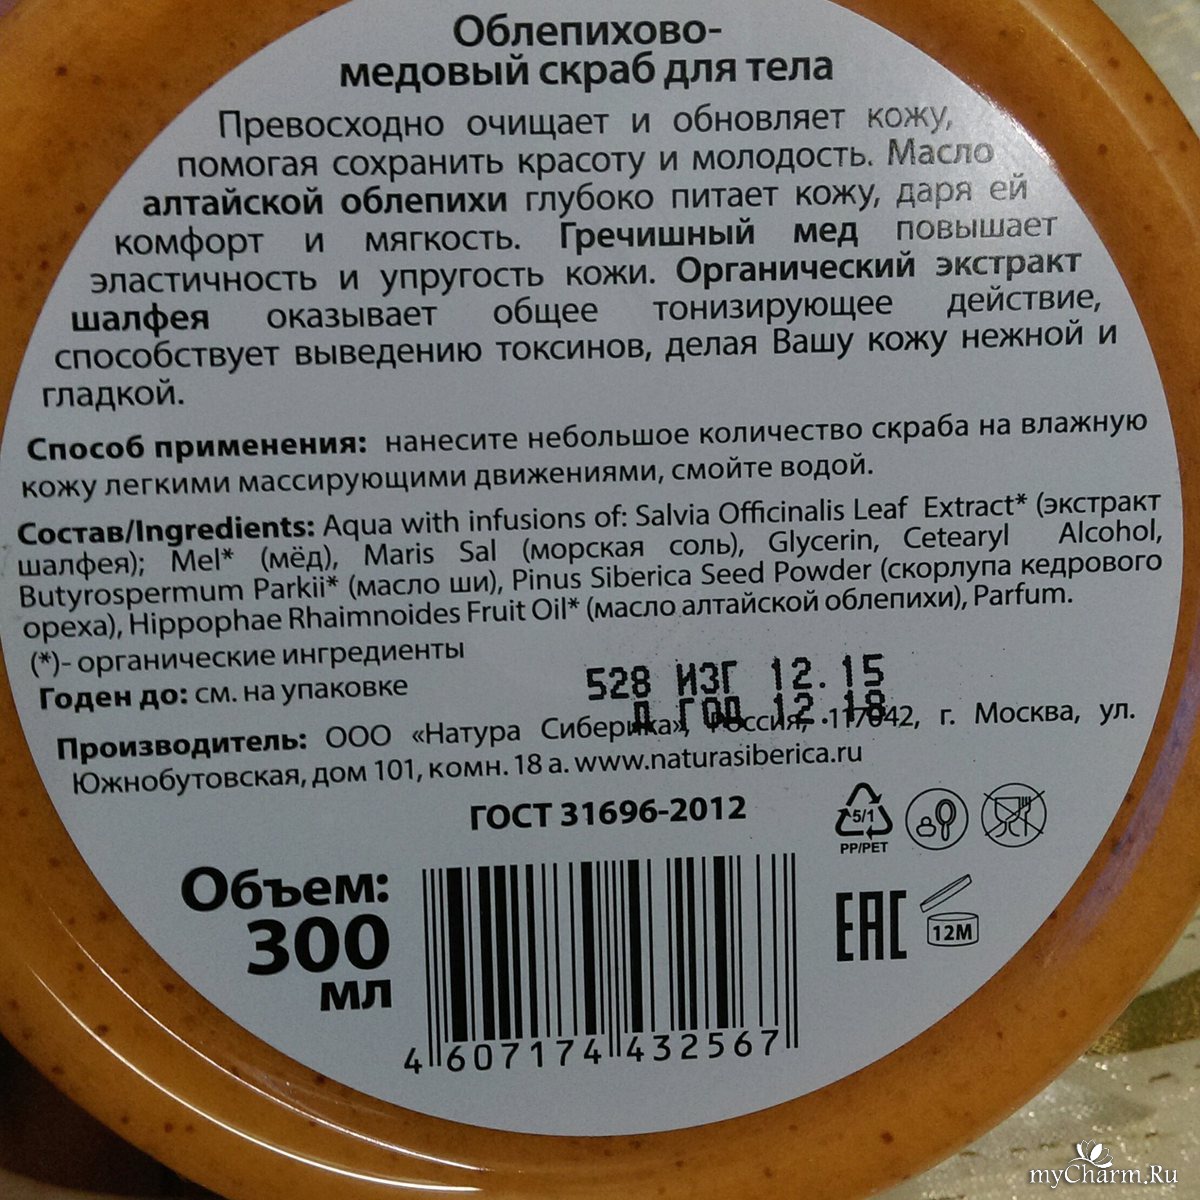 Облепихово-
медовый скраб для тела
Превосходно очищает и обновляет кожу,
помогая сохранить красоту и молодость. Масло
алтайской облепихи глубоко питает кожу, даря ей
комфорт и мягкость. Гречишный мед повышает
эластичность и упругость кожи. Органический экстракт
шалфея оказывает общее тонизирующее действие,
способствует выведению токсинов, делая Вашу кожу нежной и
гладкой.
Способ применения: нанесите небольшое количество скраба на влажную
кожу легкими массирующими движениями, смойте водой.
Состав/Ingredients: Aqua with infusions of: Salvia Officinalis Leaf Extract* (экстракт
шалфея); Mel* (мёд), Maris Sal (морская соль), Glycerin, Cetearyl Alcohol,
Butyrospermum Parkii* (масло ши), Pinus Siberica Seed Powder (скорлупа кедрового
ореха), Hippophae Rhaimnoides Fruit Oil* (масло алтайской облепихи), Parfum.
(*)- органические ингредиенты
Годен до: см. на упаковке
528 ИЗГ 12.15
Д ГОД 12.18
Производитель: ООО «Натура Сиберика», Россия, 117042, г. Москва, ул.
Южнобутовская, дом 101, комн. 18 а. www.naturasiberica.ru
ГОСТ 31696-2012
5/1
PP/PET
Объем:
300
мл
EAC
12M
4 607174 432567
myCharm.Ru